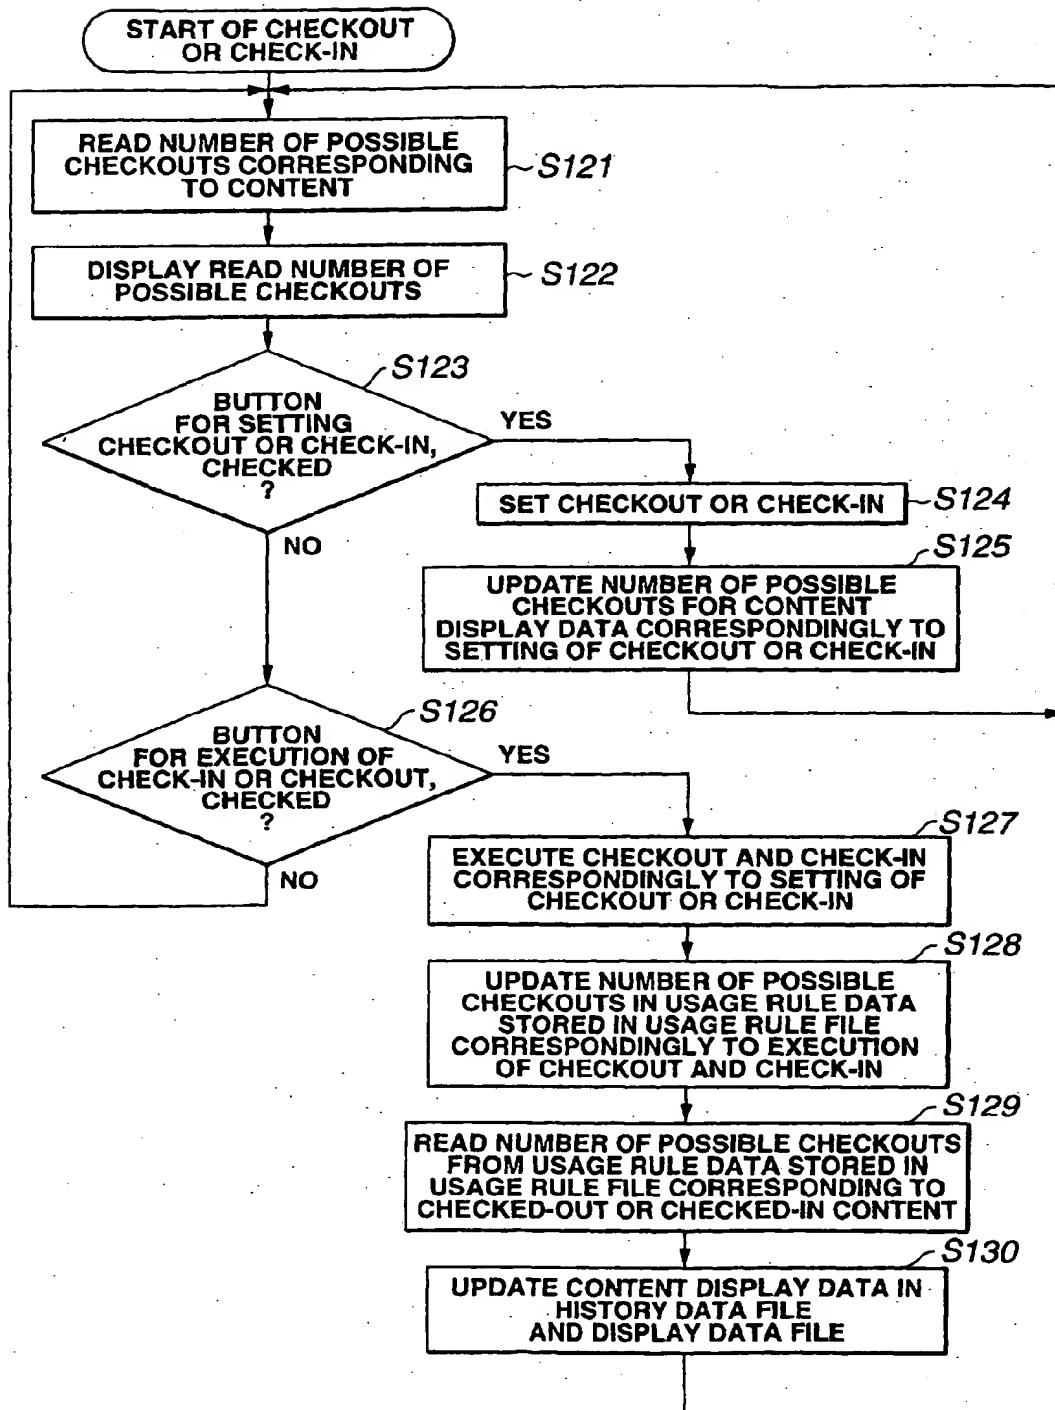 START OF CHECKOUT
OR CHECK-IN
READ NUMBER OF POSSIBLE
CHECKOUTS CORRESPONDING
TO CONTENT
S121
DISPLAY READ NUMBER OF
POSSIBLE CHECKOUTS
S122
S123
BUTTON
FOR SETTING
CHECKOUT OR CHECK-IN,
CHECKED
?
YES
NO
SET CHECKOUT OR CHECK-IN
S124
S125
UPDATE NUMBER OF POSSIBLE
CHECKOUTS FOR CONTENT
DISPLAY DATA CORRESPONDINGLY TO
SETTING OF CHECKOUT OR CHECK-IN
S126
BUTTON
FOR EXECUTION OF
CHECK-IN OR CHECKOUT,
CHECKED
?
YES
NO
S127
EXECUTE CHECKOUT AND CHECK-IN
CORRESPONDINGLY TO SETTING OF
CHECKOUT OR CHECK-IN
S128
UPDATE NUMBER OF POSSIBLE
CHECKOUTS IN USAGE RULE DATA
STORED IN USAGE RULE FILE
CORRESPONDINGLY TO EXECUTION
OF CHECKOUT AND CHECK-IN
S129
READ NUMBER OF POSSIBLE CHECKOUTS
FROM USAGE RULE DATA STORED IN
USAGE RULE FILE CORRESPONDING TO
CHECKED-OUT OR CHECKED-IN CONTENT
S130
UPDATE CONTENT DISPLAY DATA IN
HISTORY DATA FILE
AND DISPLAY DATA FILE